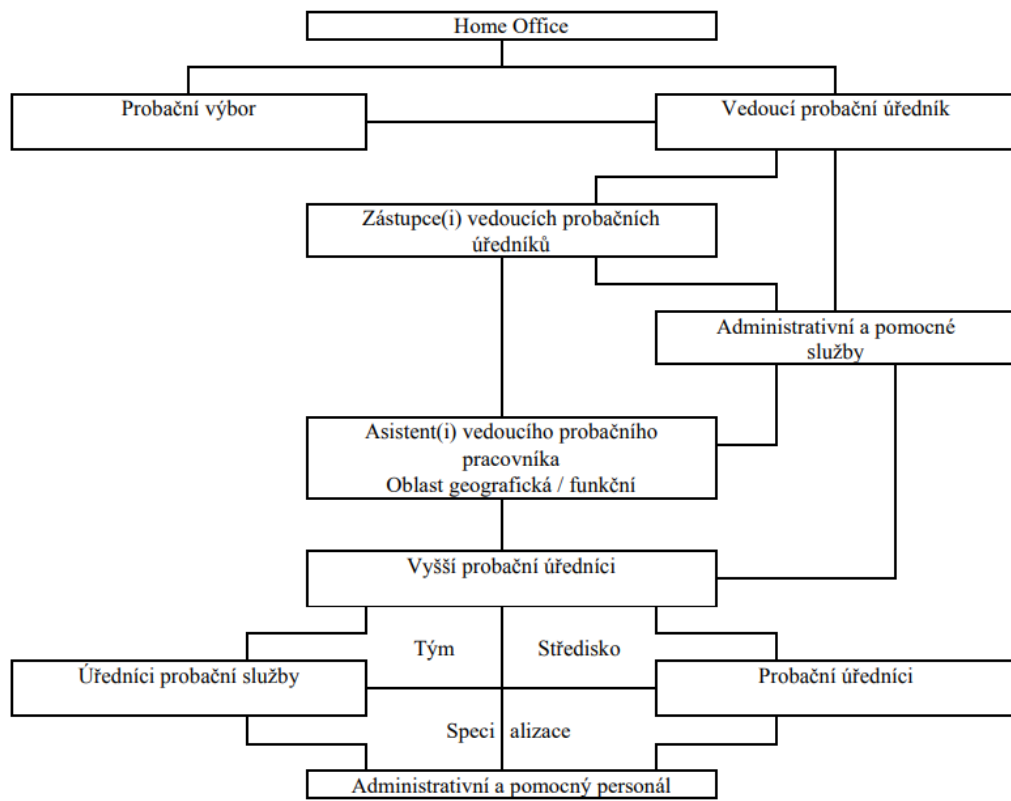 Home Office
Probační výbor
Vedoucí probační úředník
Zástupce(i) vedoucích probačních
úředníků
Administrativní a pomocné
služby
Asistent(i) vedoucího probačního
pracovníka
Oblast geografická / funkční
Vyšší probační úředníci
Tým
Středisko
Úředníci probační služby
Probační úředníci
Speci alizace
Administrativní a pomocný personál